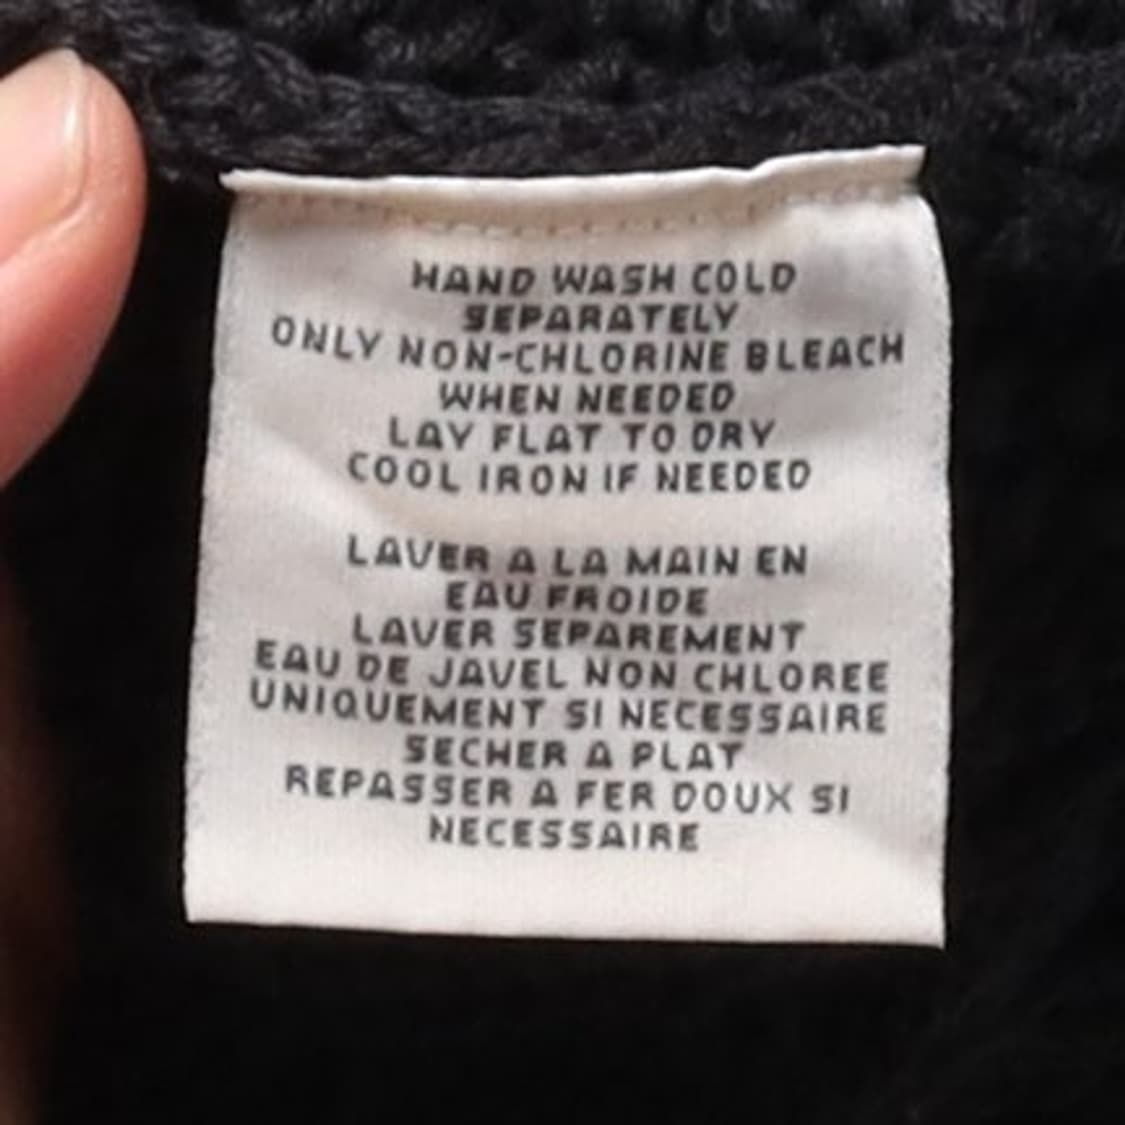 HAND WASH COLD
SEPARATELY
ONLY NON-CHLORINE BLEACH
WHEN NEEDED
LAY FLAT TO DRY
COOL IRON IF NEEDED
LAVER A LA MAIN EN
EAU FROIDE
LAVER SEPAREMENT
EAU DE JAVEL NON CHLOREE
UNIQUEMENT SI NECESSAIRE
SECHER A PLAT
REPASSER A FER DOUX SI
NECESSAIRE